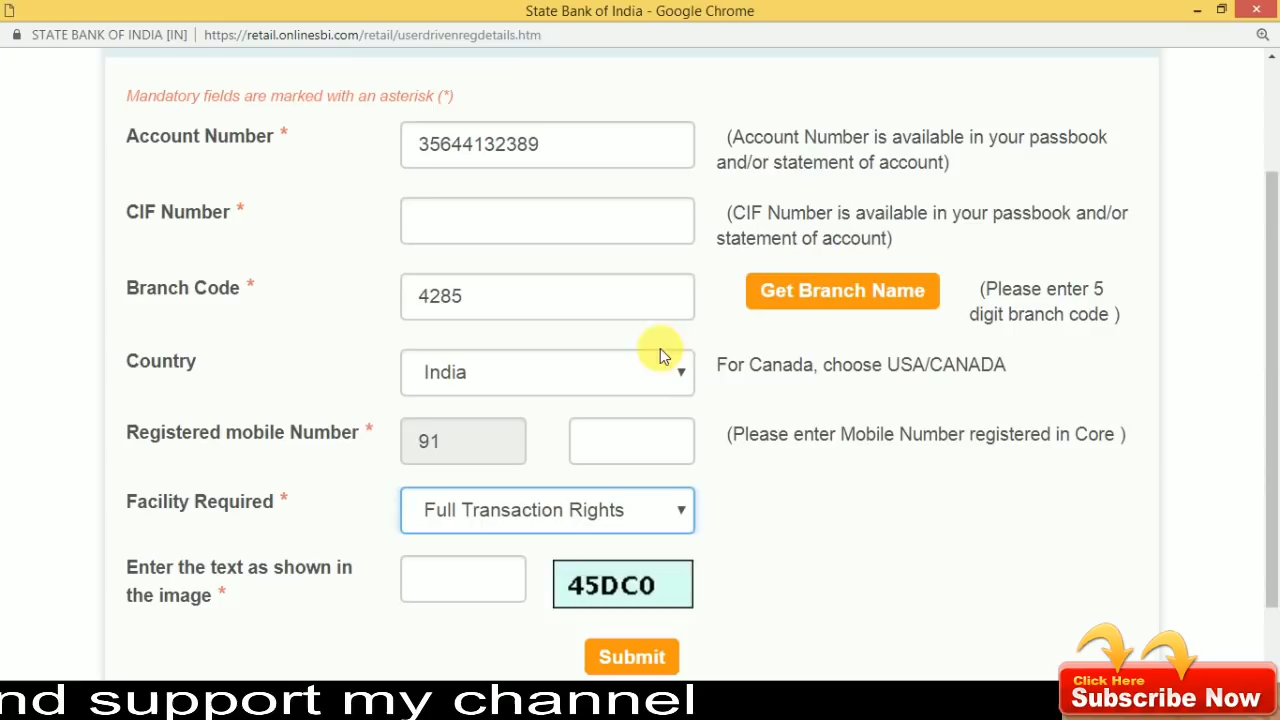 State Bank of India - Google Chrome
STATE BANK OF INDIA [IN] | https://retail.onlinesbi.com/retail/userdrivenregdetails.htm
Mandatory fields are marked with an asterisk (*)
Account Number *
35644132389
(Account Number is available in your passbook
and/or statement of account)
CIF Number *
(CIF Number is available in your passbook and/or
statement of account)
Branch Code *
4285
Get Branch Name
(Please enter 5
digit branch code )
Country
India
For Canada, choose USA/CANADA
Registered mobile Number *
91
(Please enter Mobile Number registered in Core )
Facility Required *
Full Transaction Rights
Enter the text as shown in
the image *
45DC0
Submit
nd support my channel
Click Here
Subscribe Now